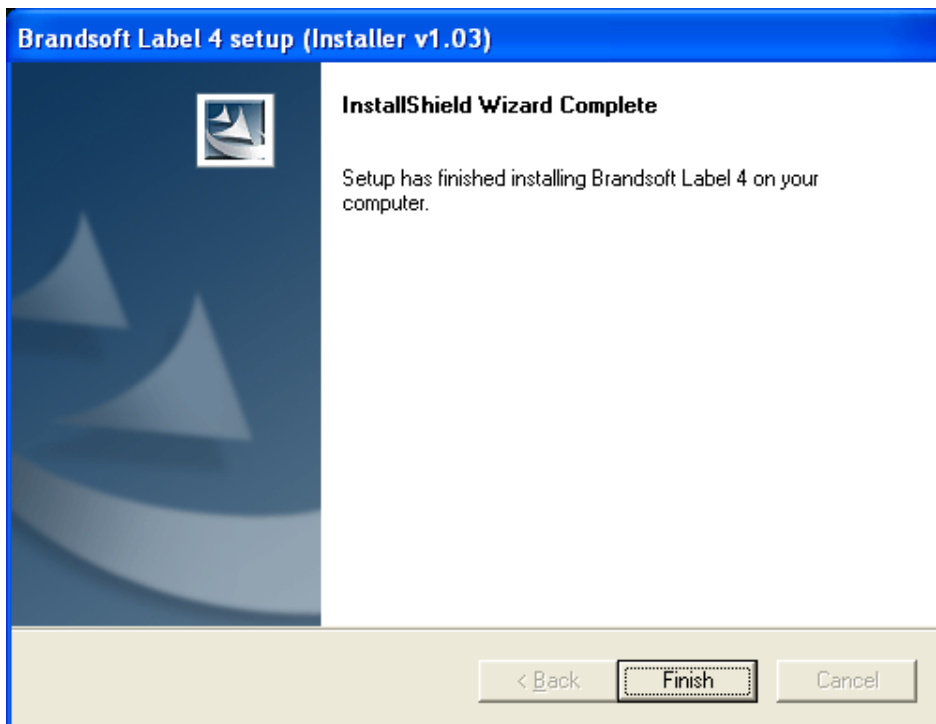 Brandsoft Label 4 setup (Installer v1.03)
InstallShield Wizard Complete
Setup has finished installing Brandsoft Label 4 on your
computer.
< Back Finish Cancel